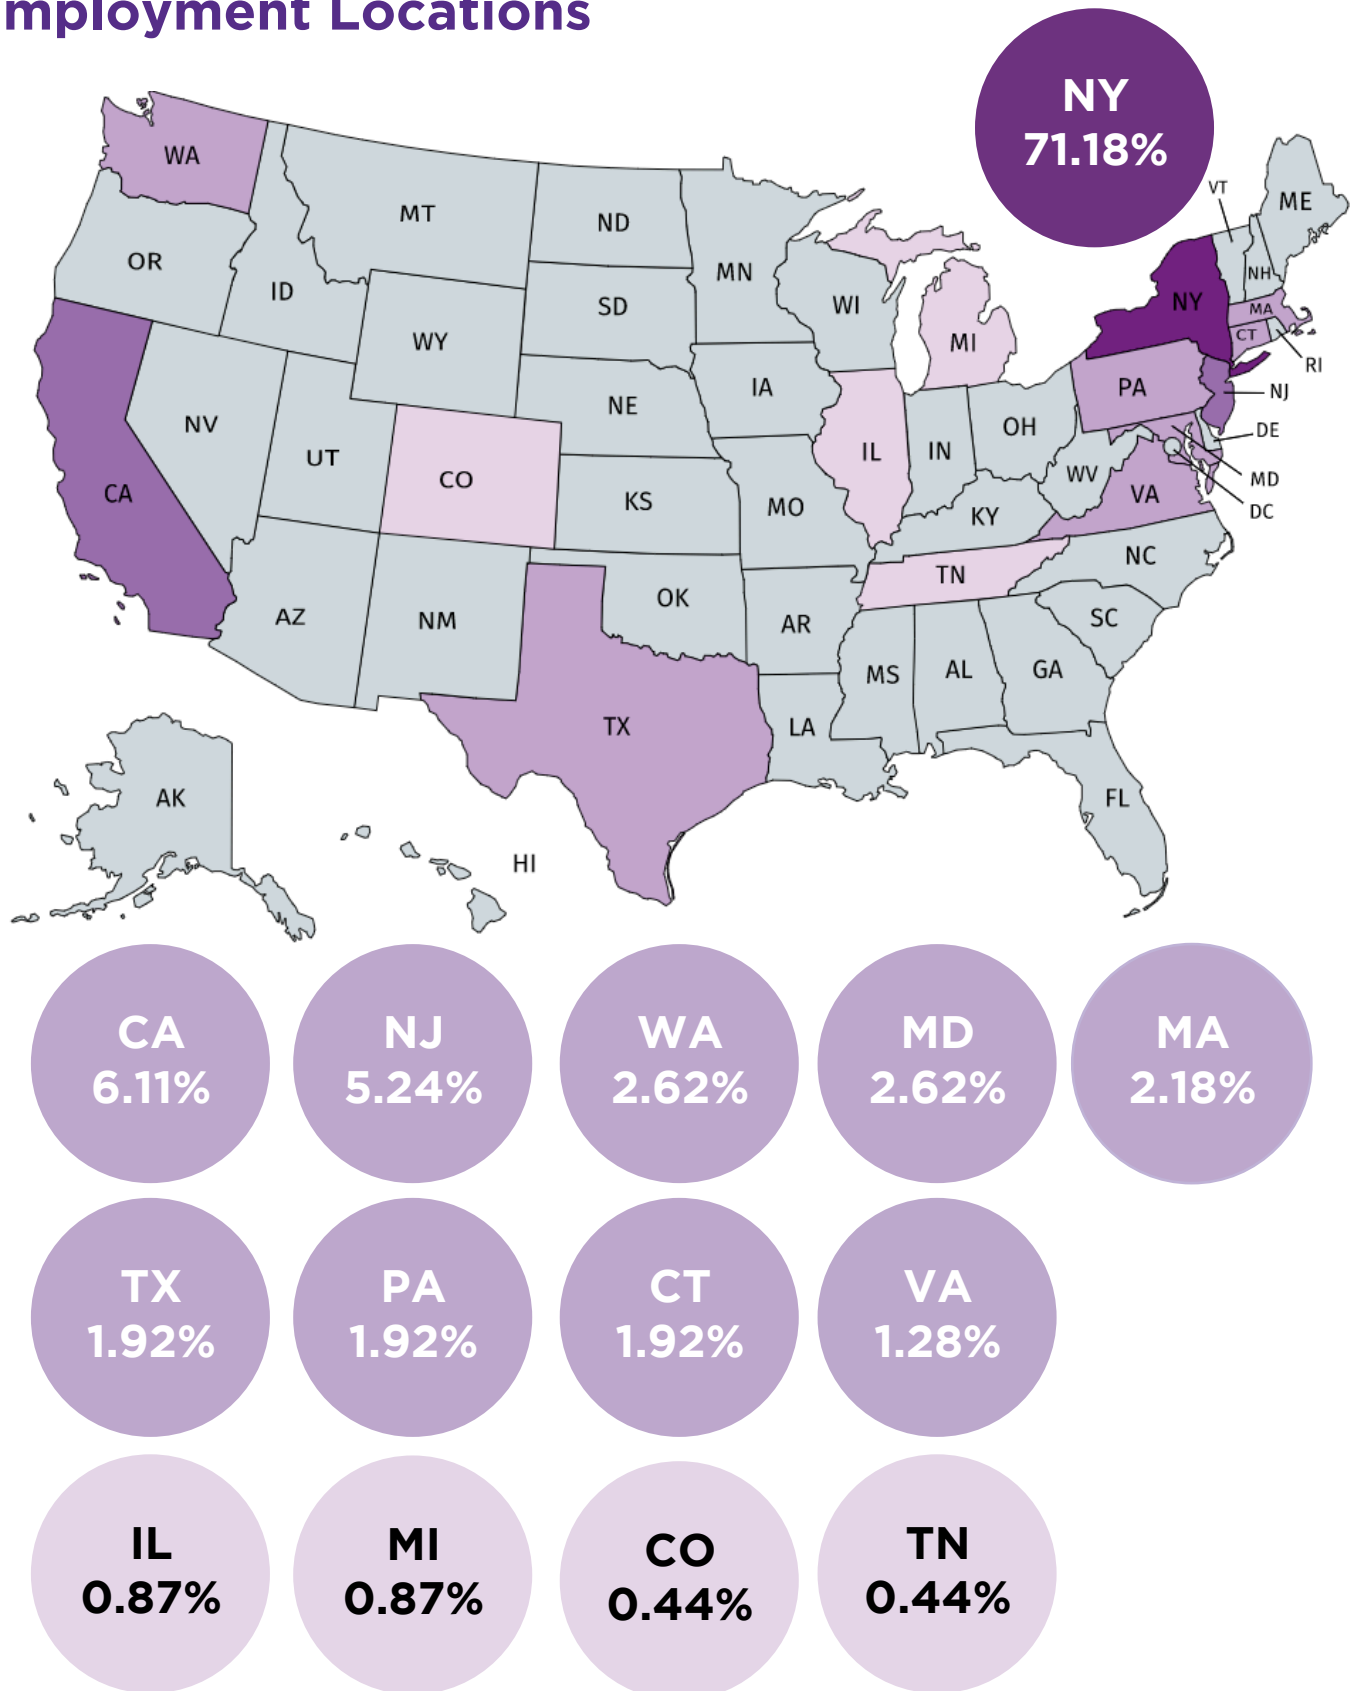 mployment Locations
NY
71.18%
WA
MT
ND
MN
VT
ME
OR
ID
SD
WI
NH
NY
MA
WY
MI
CT
RI
IA
PA
NJ
NE
NV
OH
DE
UT
CO
IL
IN
WV
MD
CA
KS
MO
VA
DC
KY
NC
TN
AZ
NM
OK
AR
SC
MS
AL
GA
TX
LA
AK
FL
HI
CA
6.11%
NJ
5.24%
WA
2.62%
MD
2.62%
MA
2.18%
TX
1.92%
PA
1.92%
CT
1.92%
VA
1.28%
IL
0.87%
MI
0.87%
CO
0.44%
TN
0.44%